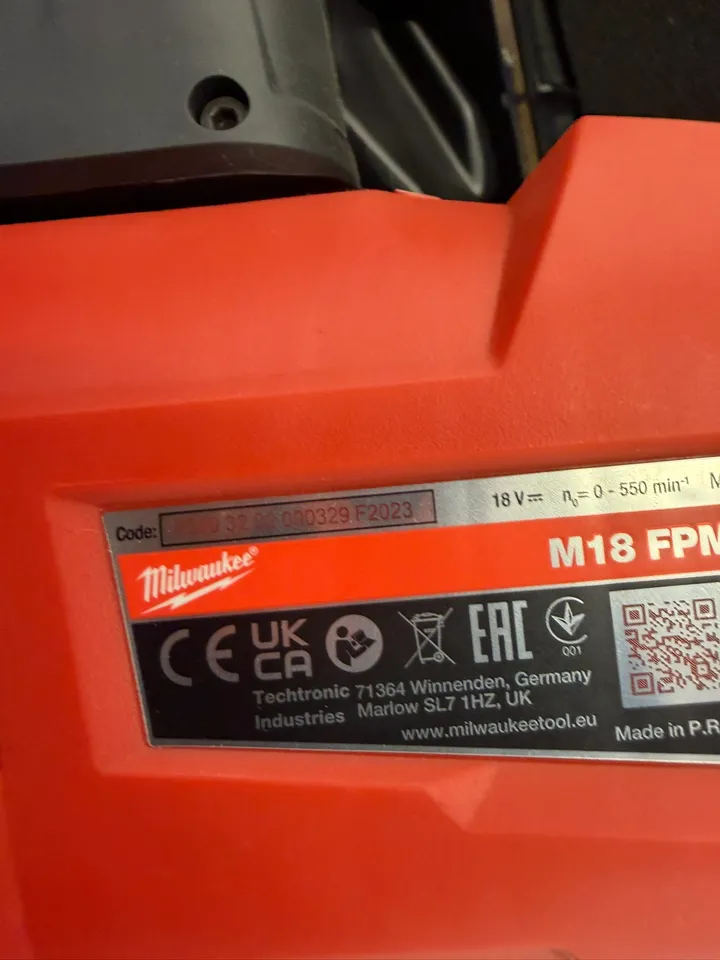 18 V⎓ n₀= 0 - 550 min⁻¹ M
Code: 32 000329 F2023
M18 FPM
Milwaukee®
CE UK CA EAC
001
Techtronic Industries
71364 Winnenden, Germany
Marlow SL7 1HZ, UK
www.milwaukeetool.eu
Made in P.R